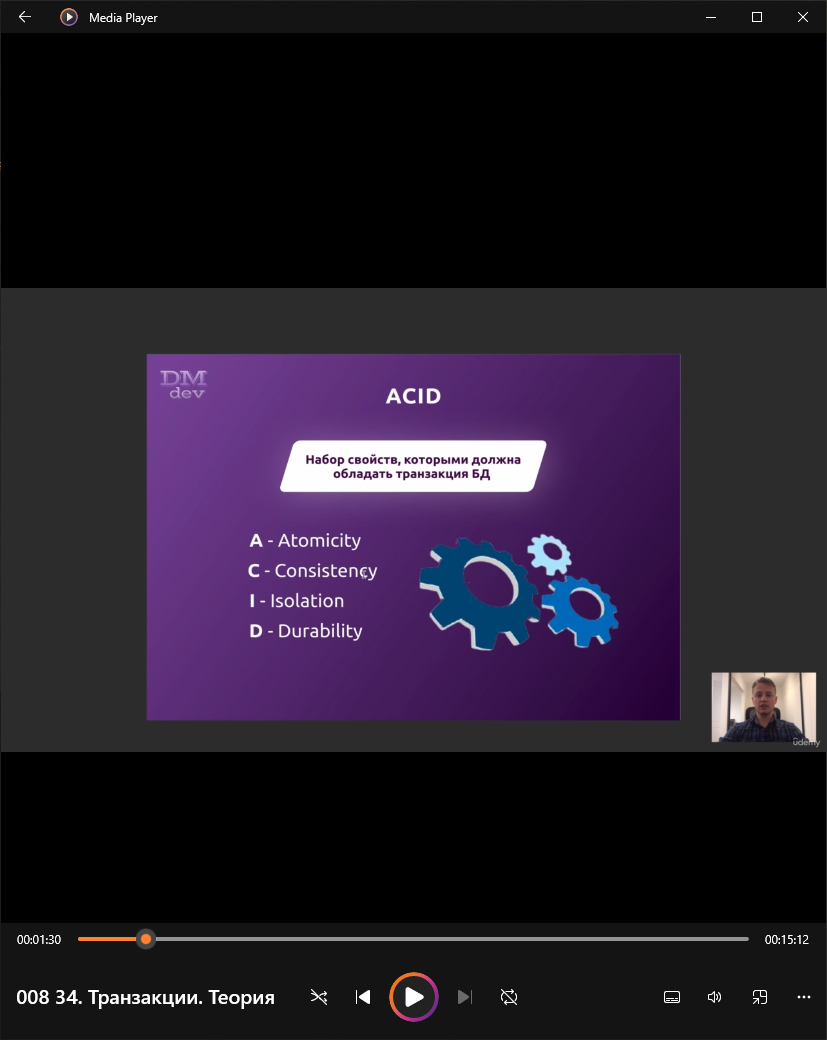 Media Player
DM
dev
ACID
Набор свойств, которыми должна
обладать транзакция БД
A - Atomicity
C - Consistency
I - Isolation
D - Durability
ûdemy
00:01:30
00:15:12
008 34. Транзакции. Теория